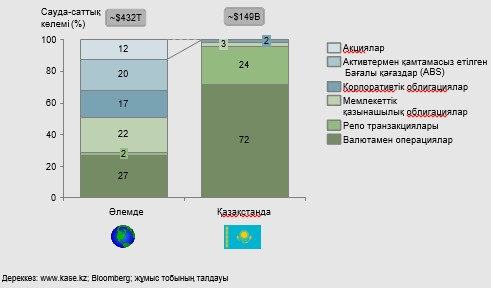 Сауда-саттық
көлемі (%)
~$432T
~$149B
100
80
60
40
20
0
12
20
17
22
2
27
2
3
24
72
Әлемде
Қазақстанда
Акциялар
Активтермен қамтамасыз етілген
Бағалы қағаздар (ABS)
Корпоративтік облигациялар
Мемлекеттік
қазынашылық облигациялар
Репо транзакциялары
Валютамен операциялар
Дереккөз: www.kase.kz; Bloomberg; жұмыс тобының талдауы